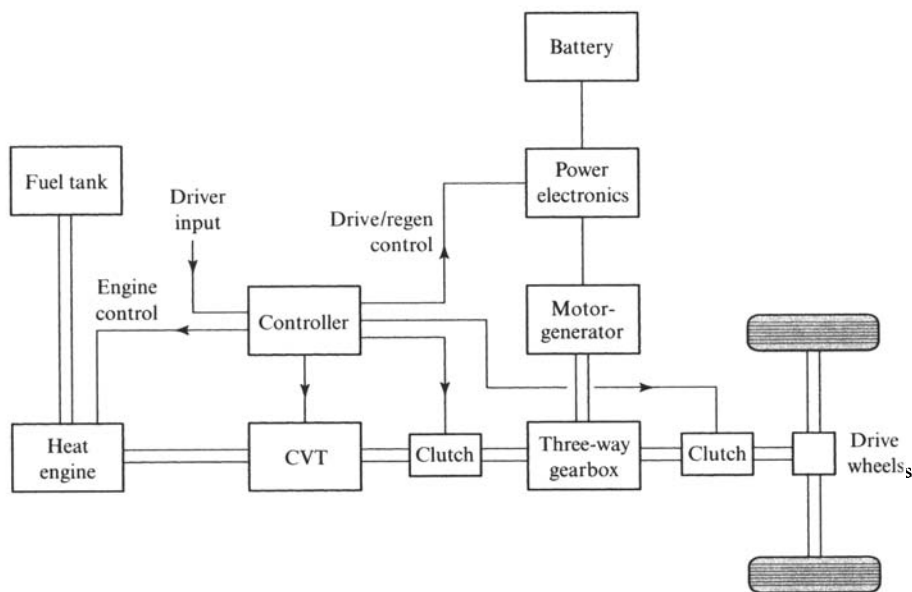 Battery
Fuel tank
Power
electronics
Driver
input
Drive/regen
control
Engine
control
Controller
Motor-
generator
Heat
engine
CVT
Clutch
Three-way
gearbox
Clutch
Drive
wheels